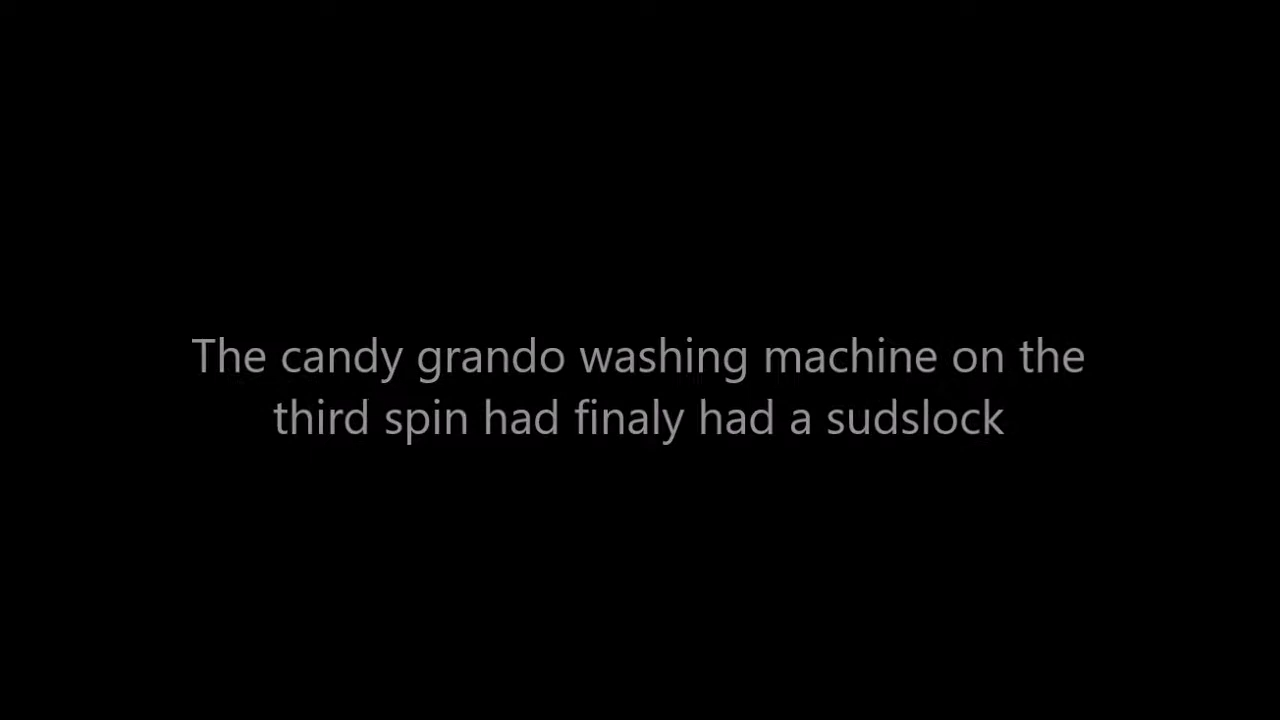 The candy grando washing machine on the
third spin had finaly had a sudslock